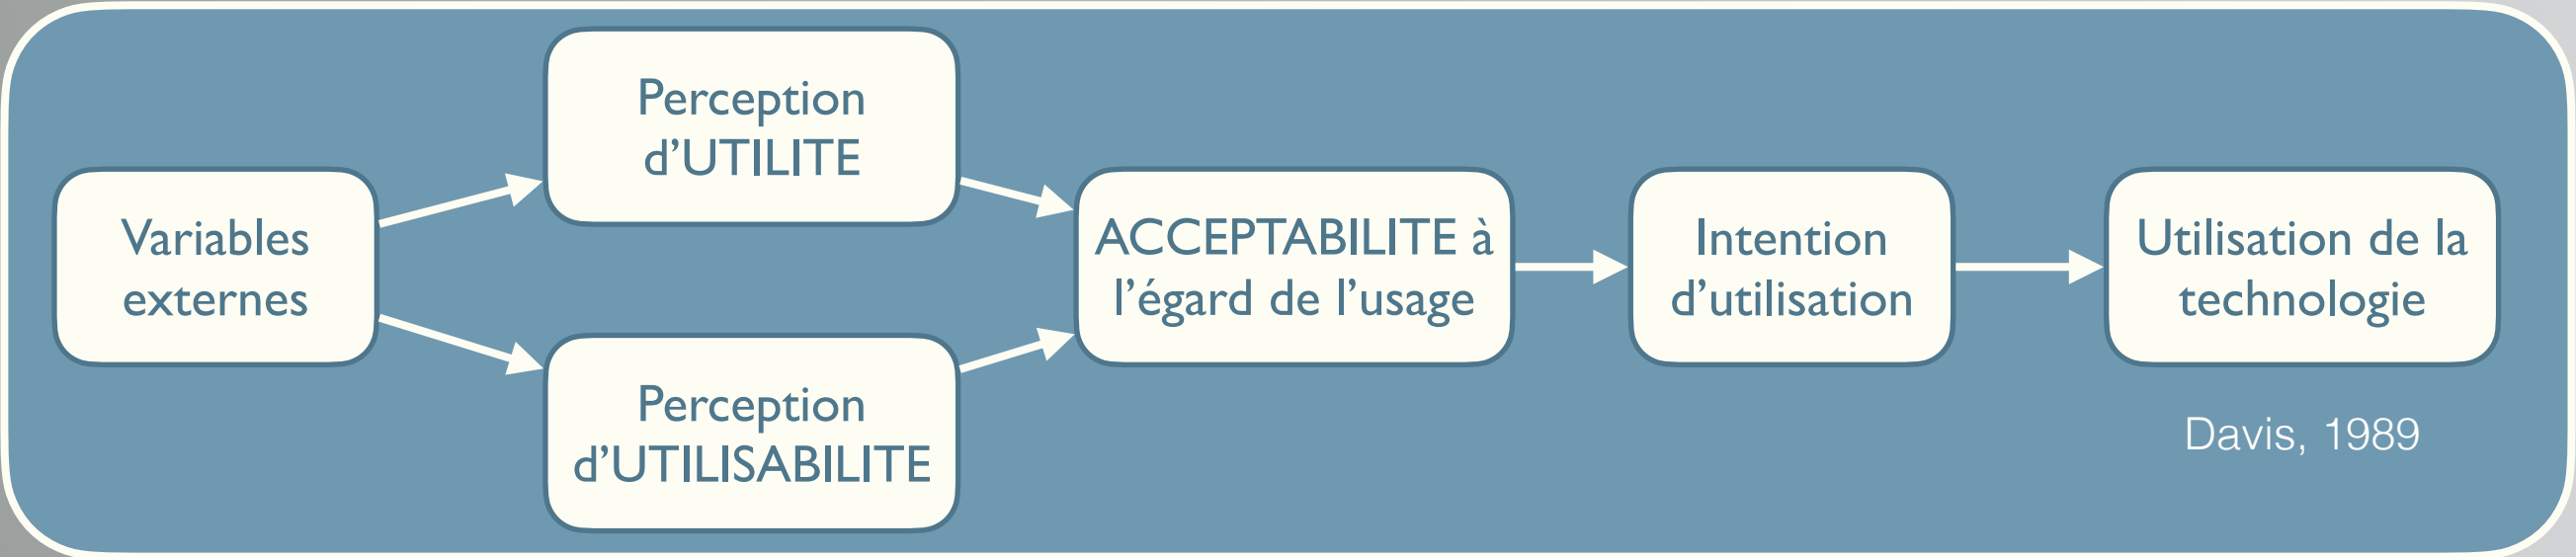 Variables
externes
Perception
d’UTILITE
Perception
d’UTILISABILITE
ACCEPTABILITE à
l’égard de l’usage
Intention
d’utilisation
Utilisation de la
technologie
Davis, 1989